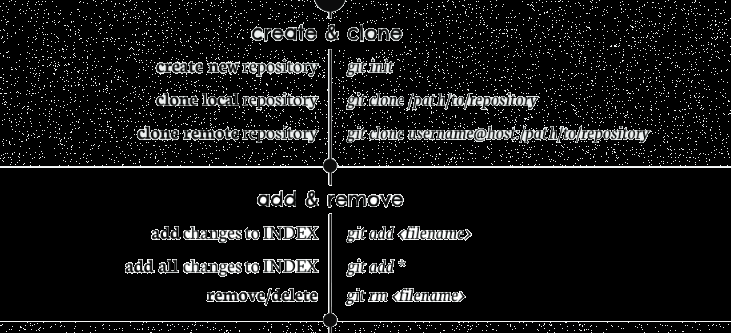 create & clone
create new repository git init
clone local repository git clone /path/to/repository
clone remote repository git clone username@host:/path/to/repository
add & remove
add changes to INDEX git add <filename>
add all changes to INDEX git add *
remove/delete git rm <filename>